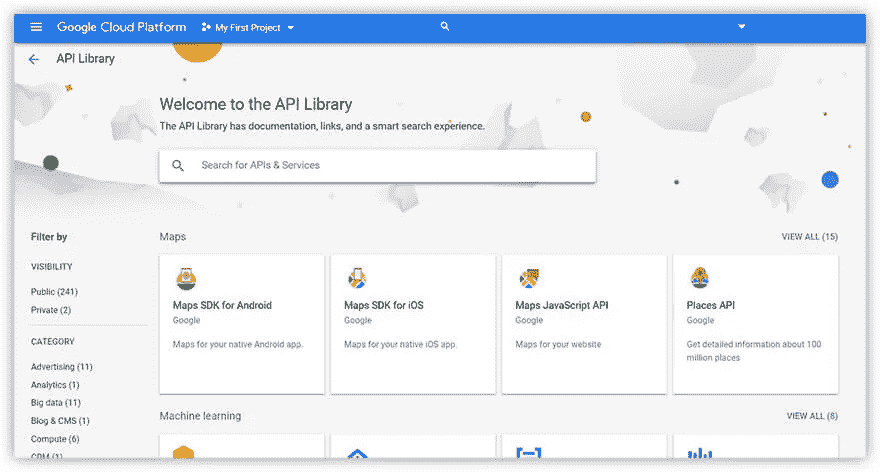 Google Cloud Platform My First Project
API Library
Welcome to the API Library
The API Library has documentation, links, and a smart search experience.
Search for APIs & Services
Filter by
VISIBILITY
Public (241)
Private (2)
CATEGORY
Advertising (11)
Analytics (1)
Big data (11)
Blog & CMS (1)
Compute (6)
CRM (1)
Maps
VIEW ALL (15)
Maps SDK for Android
Google
Maps for your native Android app.
Maps SDK for iOS
Google
Maps for your native iOS app.
Maps JavaScript API
Google
Maps for your website
Places API
Google
Get detailed information about 100
million places
Machine learning
VIEW ALL (8)